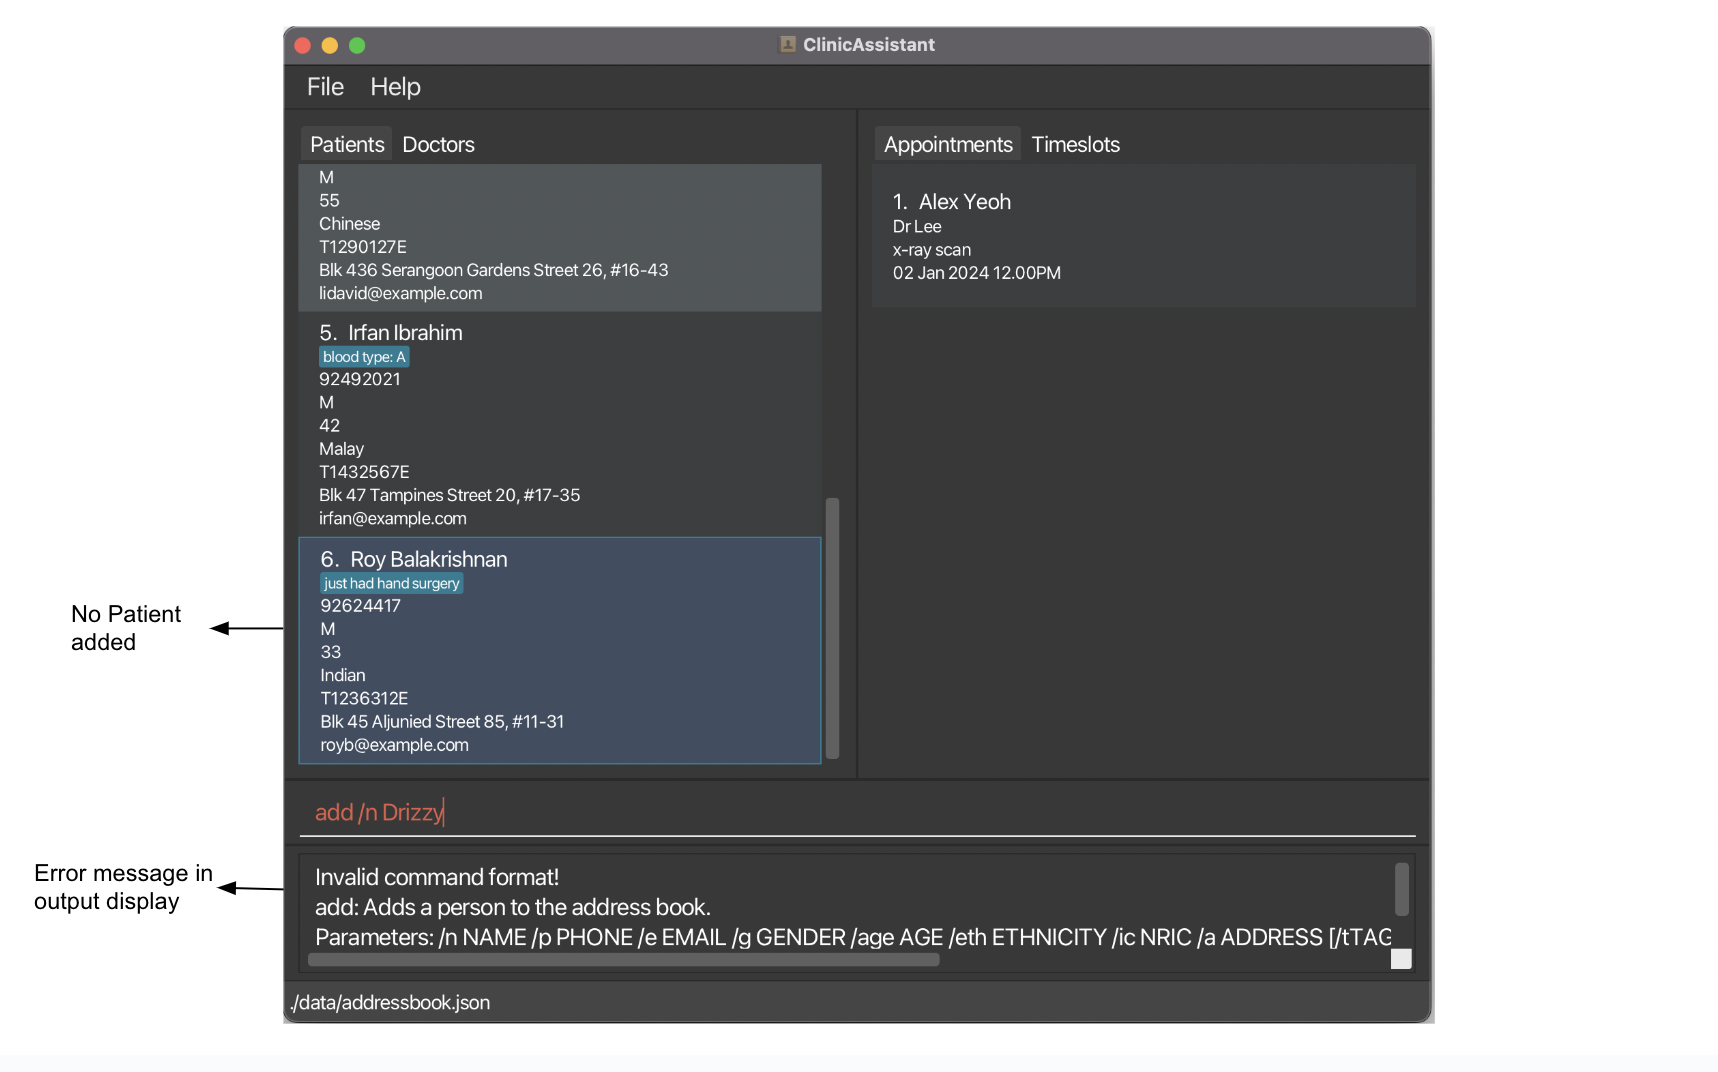 ClinicAssistant
File Help
Patients Doctors
M
55
Chinese
T1290127E
Blk 436 Serangoon Gardens Street 26, #16-43
lidavid@example.com
5. Irfan Ibrahim
blood type: A
92492021
M
42
Malay
T1432567E
Blk 47 Tampines Street 20, #17-35
irfan@example.com
6. Roy Balakrishnan
just had hand surgery
92624417
M
33
Indian
T1236312E
Blk 45 Aljunied Street 85, #11-31
royb@example.com
Appointments Timeslots
1. Alex Yeoh
Dr Lee
x-ray scan
02 Jan 2024 12.00PM
No Patient
added
add /n Drizzy
Error message in
output display
Invalid command format!
add: Adds a person to the address book.
Parameters: /n NAME /p PHONE /e EMAIL /g GENDER /age AGE /eth ETHNICITY /ic NRIC /a ADDRESS [/tTAG
./data/addressbook.json